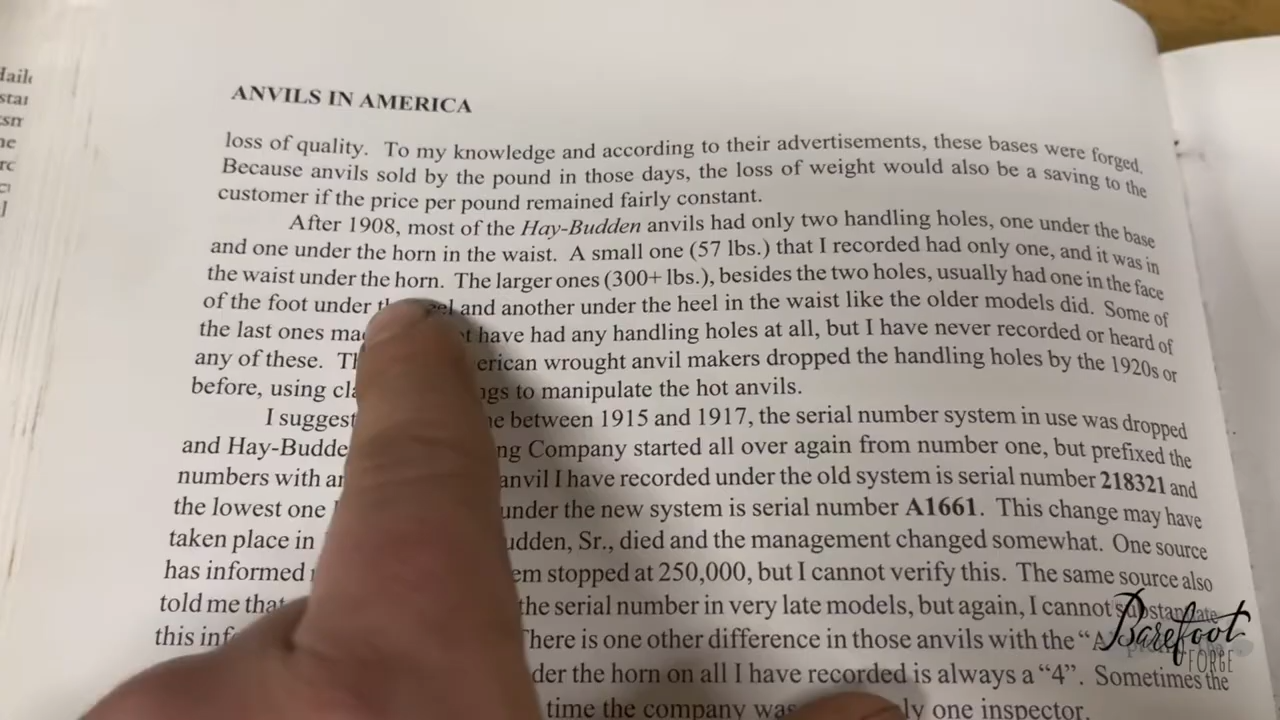 Hail
star
ANVILS IN AMERICA
loss of quality. To my knowledge and according to their advertisements, these bases were forged.
Because anvils sold by the pound in those days, the loss of weight would also be a saving to the
customer if the price per pound remained fairly constant.
After 1908, most of the Hay-Budden anvils had only two handling holes, one under the base
and one under the horn in the waist. A small one (57 lbs.) that I recorded had only one, and it was in
the waist under the horn. The larger ones (300+ lbs.), besides the two holes, usually had one in the face
of the foot under and another under the heel in the waist like the older models did. Some of
the last ones have had any handling holes at all, but I have never recorded or heard of
any of these. wrought anvil makers dropped the handling holes by the 1920s or
before, using to manipulate the hot anvils.
I between 1915 and 1917, the serial number system in use was dropped
and Company started all over again from number one, but prefixed the
numbers with anvil I have recorded under the old system is serial number 218321 and
the lowest one under the new system is serial number A1661. This change may have
taken place in Sr., died and the management changed somewhat. One source
has informed stopped at 250,000, but I cannot verify this. The same source also
told me that the serial number in very late models, but again, I cannot substantiate
this There is one other difference in those anvils with the "A
the horn on all I have recorded is always a "4". Sometimes the
time the company was one inspector.
Barefoot
FORGE